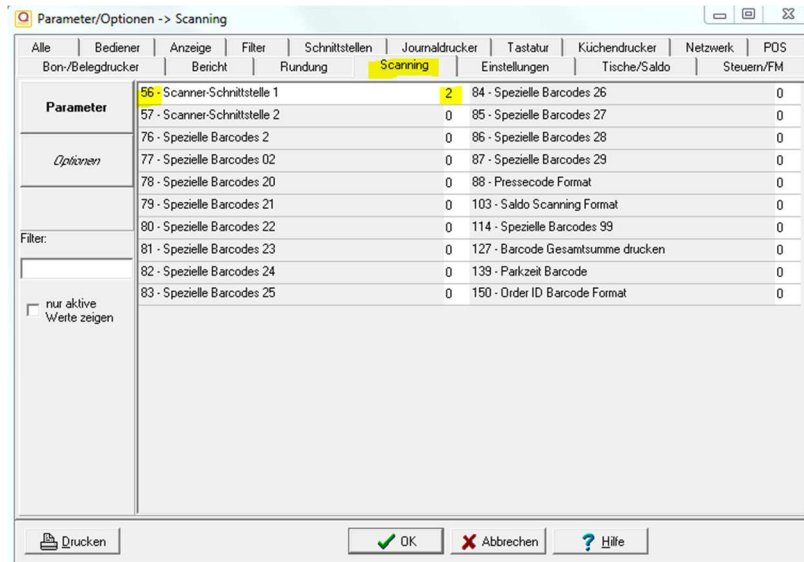 Parameter/Optionen -> Scanning
Alle Bediener Anzeige Filter Schnittstellen Journaldrucker Tastatur Küchendrucker Netzwerk POS
Bon-/Belegdrucker Bericht Rundung Scanning Einstellungen Tische/Saldo Steuern/FM
Parameter
Optionen
Filter:
nur aktive
Werte zeigen
56 - Scanner-Schnittstelle 1 2 84 - Spezielle Barcodes 26 0
57 - Scanner-Schnittstelle 2 0 85 - Spezielle Barcodes 27 0
76 - Spezielle Barcodes 2 0 86 - Spezielle Barcodes 28 0
77 - Spezielle Barcodes 02 0 87 - Spezielle Barcodes 29 0
78 - Spezielle Barcodes 20 0 88 - Pressecode Format 0
79 - Spezielle Barcodes 21 0 103 - Saldo Scanning Format 0
80 - Spezielle Barcodes 22 0 114 - Spezielle Barcodes 99 0
81 - Spezielle Barcodes 23 0 127 - Barcode Gesamtsumme drucken 0
82 - Spezielle Barcodes 24 0 139 - Parkzeit Barcode 0
83 - Spezielle Barcodes 25 0 150 - Order ID Barcode Format 0
Drucken OK Abbrechen Hilfe